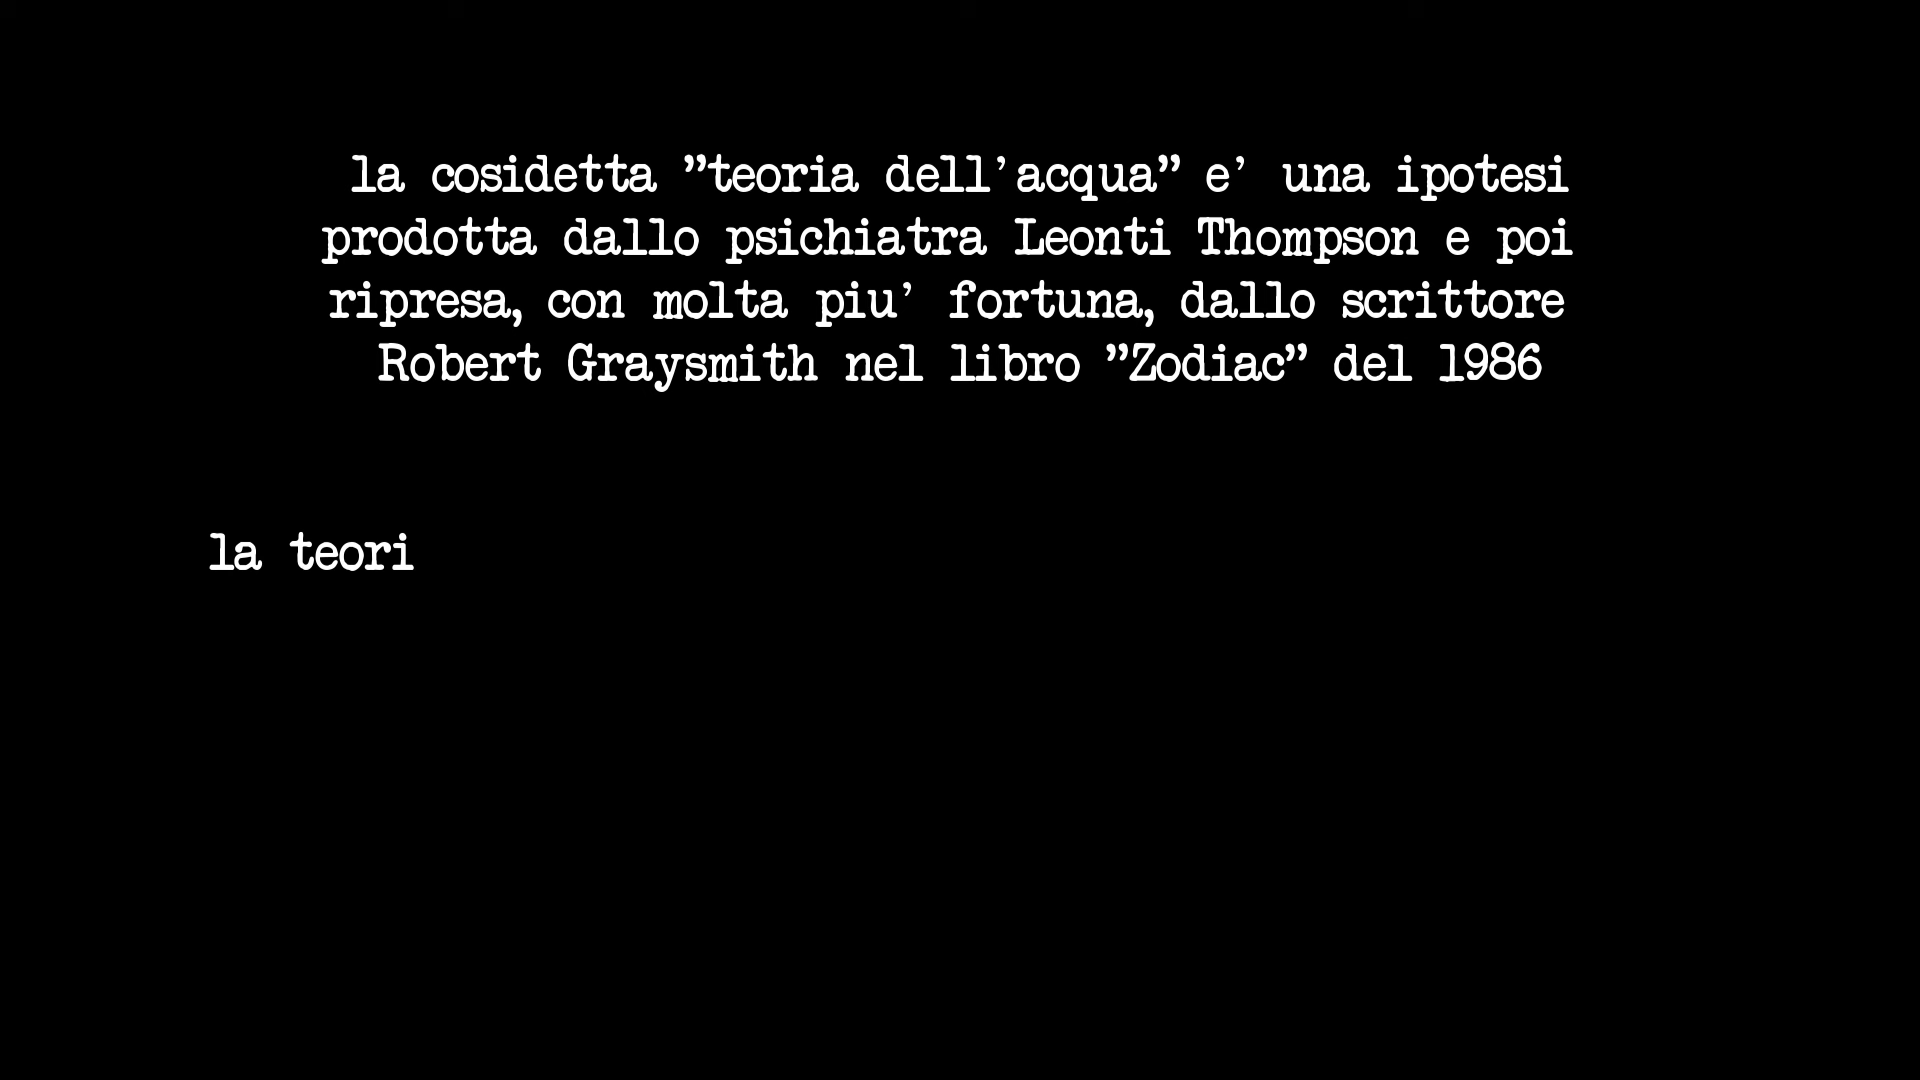 la cosidetta ”teoria dell’acqua” e’ una ipotesi
prodotta dallo psichiatra Leonti Thompson e poi
ripresa, con molta piu’ fortuna, dallo scrittore
Robert Graysmith nel libro ”Zodiac” del 1986
la teori